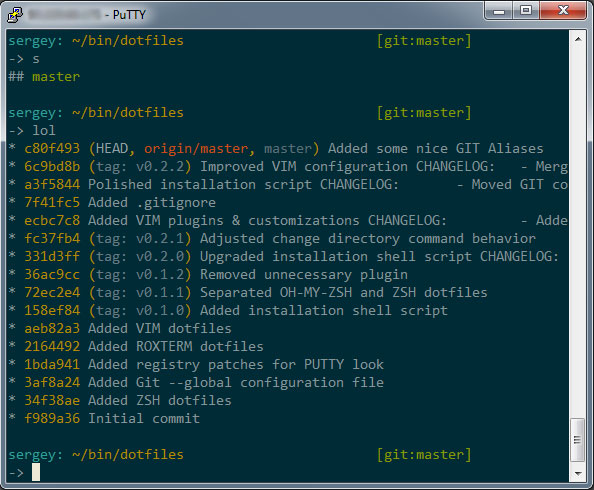 - PuTTY
sergey: ~/bin/dotfiles [git:master]
-> s
## master
sergey: ~/bin/dotfiles [git:master]
-> lol
* c80f493 (HEAD, origin/master, master) Added some nice GIT Aliases
* 6c9bd8b (tag: v0.2.2) Improved VIM configuration CHANGELOG: - Merg
* a3f5844 Polished installation script CHANGELOG: - Moved GIT co
* 7f41fc5 Added .gitignore
* ecbc7c8 Added VIM plugins & customizations CHANGELOG: - Adde
* fc37fb4 (tag: v0.2.1) Adjusted change directory command behavior
* 331d3ff (tag: v0.2.0) Upgraded installation shell script CHANGELOG:
* 36ac9cc (tag: v0.1.2) Removed unnecessary plugin
* 72ec2e4 (tag: v0.1.1) Separated OH-MY-ZSH and ZSH dotfiles
* 158ef84 (tag: v0.1.0) Added installation shell script
* aeb82a3 Added VIM dotfiles
* 2164492 Added ROXTERM dotfiles
* 1bda941 Added registry patches for PUTTY look
* 3af8a24 Added Git --global configuration file
* 34f38ae Added ZSH dotfiles
* f989a36 Initial commit
sergey: ~/bin/dotfiles [git:master]
->